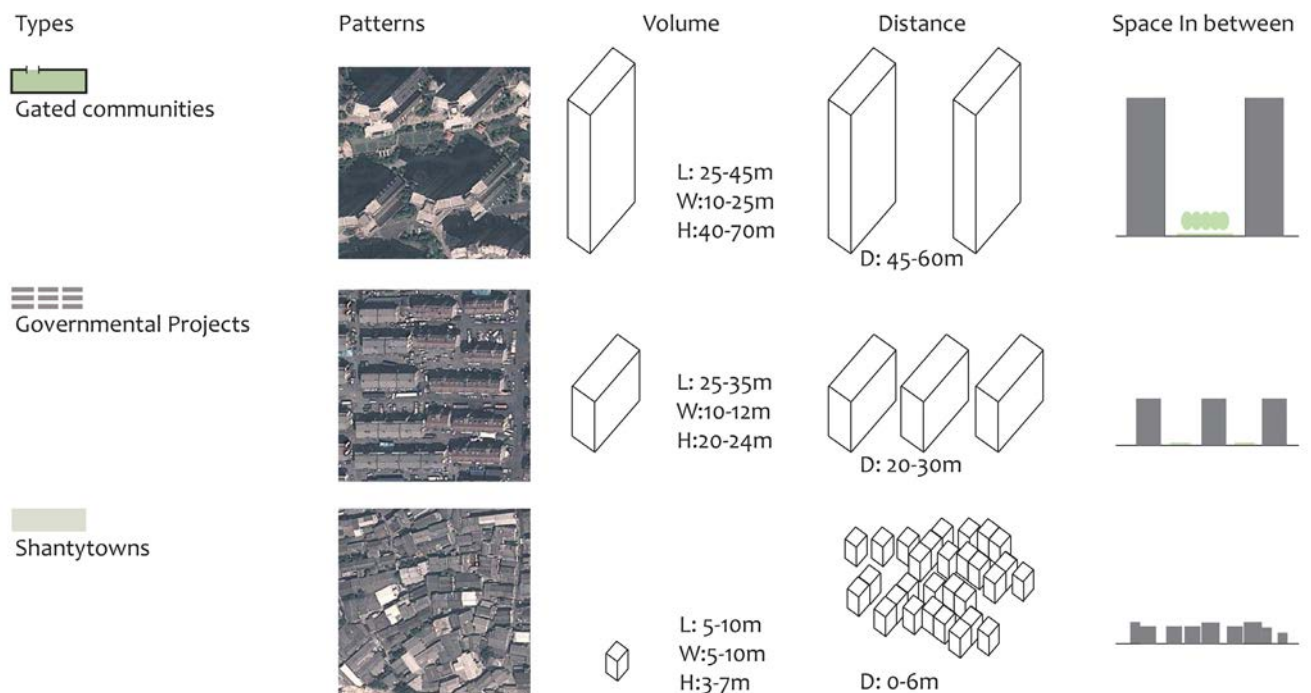 Types Patterns Volume Distance Space In between
Gated communities
L: 25-45m
W:10-25m
H:40-70m
D: 45-60m
Governmental Projects
L: 25-35m
W:10-12m
H:20-24m
D: 20-30m
Shantytowns
L: 5-10m
W:5-10m
H:3-7m
D: 0-6m